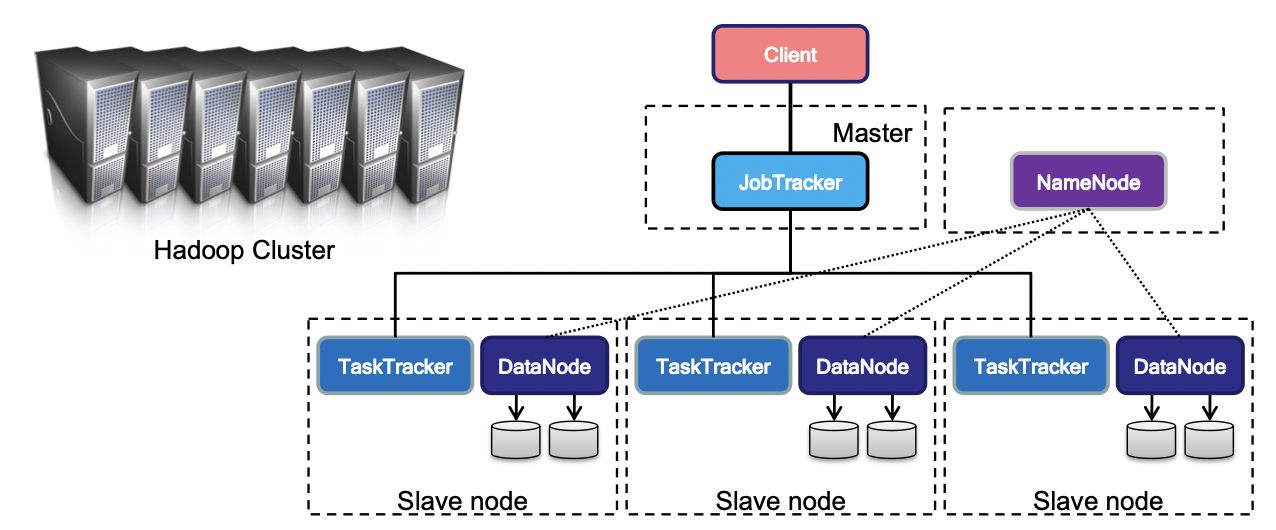 Client
Master
JobTracker
NameNode
Hadoop Cluster
TaskTracker
DataNode
TaskTracker
DataNode
TaskTracker
DataNode
Slave node
Slave node
Slave node